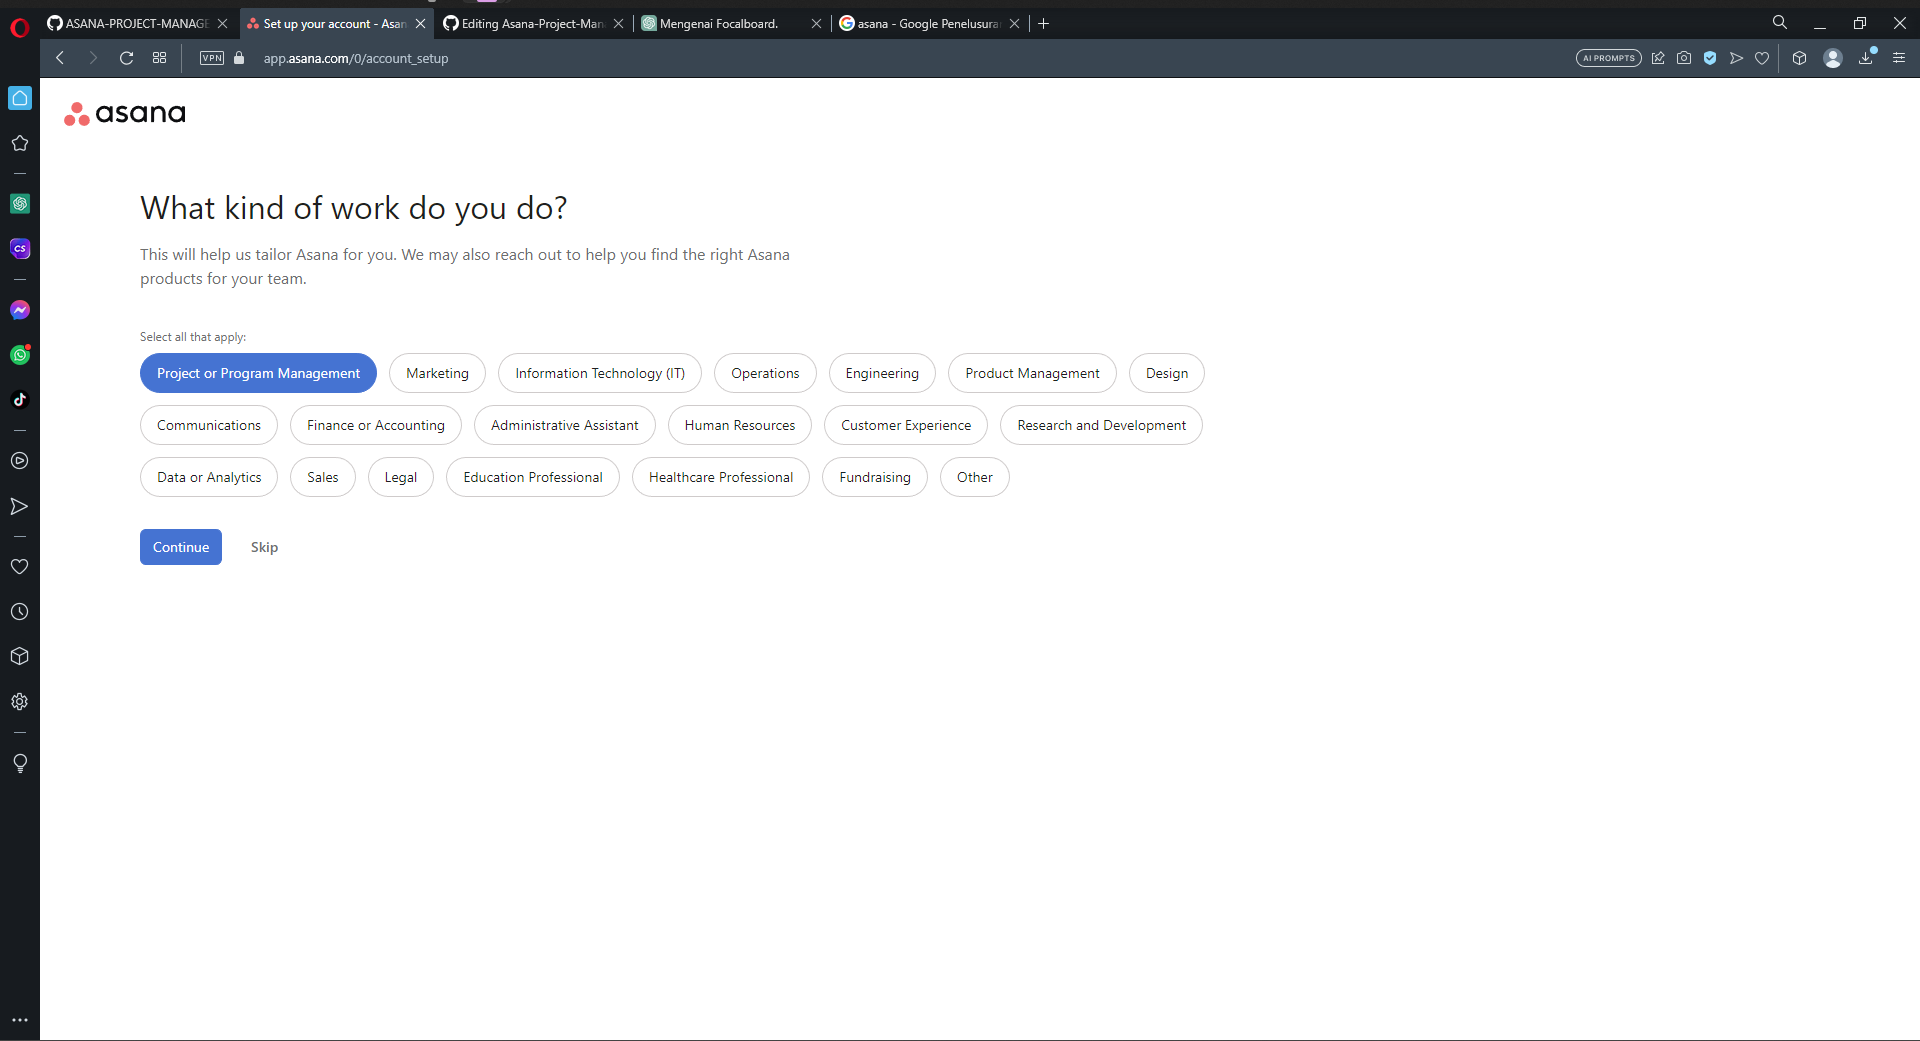 ASANA-PROJECT-MANAGE
Set up your account - Asan
Editing Asana-Project-Man
Mengenai Focalboard.
asana - Google Penelusura
VPN
app.asana.com/0/account_setup
AI PROMPTS
CS
asana
What kind of work do you do?
This will help us tailor Asana for you. We may also reach out to help you find the right Asana
products for your team.
Select all that apply:
Project or Program Management
Marketing
Information Technology (IT)
Operations
Engineering
Product Management
Design
Communications
Finance or Accounting
Administrative Assistant
Human Resources
Customer Experience
Research and Development
Data or Analytics
Sales
Legal
Education Professional
Healthcare Professional
Fundraising
Other
Continue
Skip